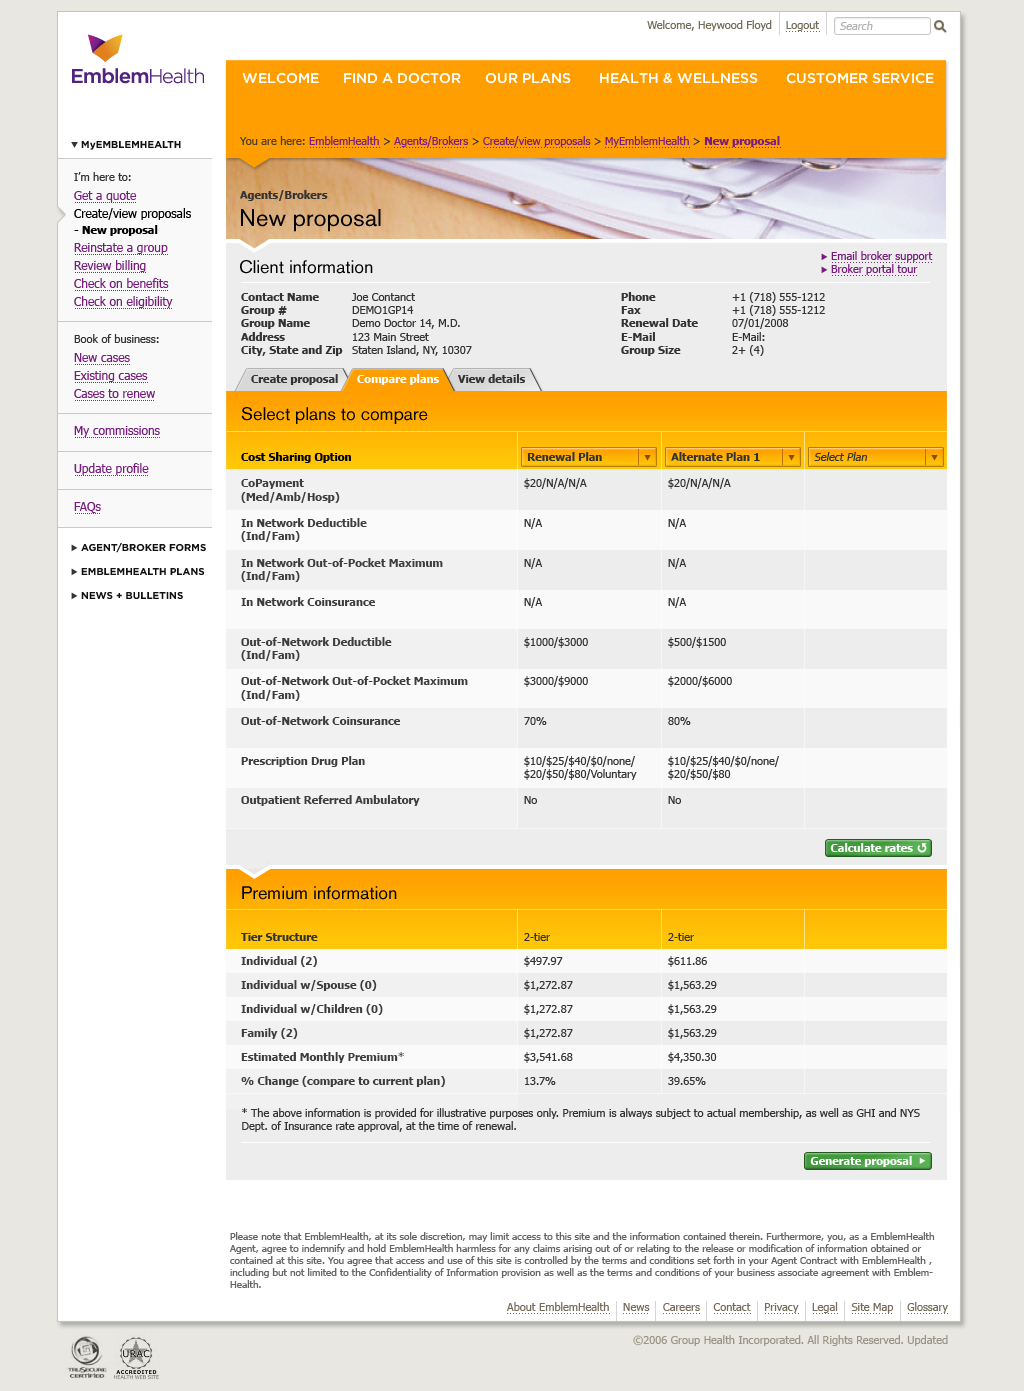 Welcome, Heywood Floyd
Logout
Search
EmblemHealth
WELCOME
FIND A DOCTOR
OUR PLANS
HEALTH & WELLNESS
CUSTOMER SERVICE
You are here: EmblemHealth > Agents/Brokers > Create/view proposals > MyEmblemHealth > New proposal
MyEMBLEMHEALTH
I'm here to:
Get a quote
Create/view proposals
- New proposal
Reinstate a group
Review billing
Check on benefits
Check on eligibility
Book of business:
New cases
Existing cases
Cases to renew
My commissions
Update profile
FAQs
AGENT/BROKER FORMS
EMBLEMHEALTH PLANS
NEWS + BULLETINS
Agents/Brokers
New proposal
Client information
Email broker support
Broker portal tour
Contact Name Joe Contanct
Group # DEMO1GP14
Group Name Demo Doctor 14, M.D.
Address 123 Main Street
City, State and Zip Staten Island, NY, 10307
Phone +1 (718) 555-1212
Fax +1 (718) 555-1212
Renewal Date 07/01/2008
E-Mail E-Mail:
Group Size 2+ (4)
Create proposal
Compare plans
View details
Select plans to compare
Cost Sharing Option Renewal Plan Alternate Plan 1 Select Plan
CoPayment $20/N/A/N/A $20/N/A/N/A
(Med/Amb/Hosp)
In Network Deductible N/A N/A
(Ind/Fam)
In Network Out-of-Pocket Maximum N/A N/A
(Ind/Fam)
In Network Coinsurance N/A N/A
Out-of-Network Deductible $1000/$3000 $500/$1500
(Ind/Fam)
Out-of-Network Out-of-Pocket Maximum $3000/$9000 $2000/$6000
(Ind/Fam)
Out-of-Network Coinsurance 70% 80%
Prescription Drug Plan $10/$25/$40/$0/none/ $10/$25/$40/$0/none/
$20/$50/$80/Voluntary $20/$50/$80
Outpatient Referred Ambulatory No No
Calculate rates
Premium information
Tier Structure 2-tier 2-tier
Individual (2) $497.97 $611.86
Individual w/Spouse (0) $1,272.87 $1,563.29
Individual w/Children (0) $1,272.87 $1,563.29
Family (2) $1,272.87 $1,563.29
Estimated Monthly Premium* $3,541.68 $4,350.30
% Change (compare to current plan) 13.7% 39.65%
* The above information is provided for illustrative purposes only. Premium is always subject to actual membership, as well as GHI and NYS
Dept. of Insurance rate approval, at the time of renewal.
Generate proposal
Please note that EmblemHealth, at its sole discretion, may limit access to this site and the information contained therein. Furthermore, you, as a EmblemHealth
Agent, agree to indemnify and hold EmblemHealth harmless for any claims arising out of or relating to the release or modification of information obtained or
contained at this site. You agree that access and use of this site is controlled by the terms and conditions set forth in your Agent Contract with EmblemHealth ,
including but not limited to the Confidentiality of Information provision as well as the terms and conditions of your business associate agreement with Emblem-
Health.
About EmblemHealth
News
Careers
Contact
Privacy
Legal
Site Map
Glossary
©2006 Group Health Incorporated. All Rights Reserved. Updated
TRUSECURE
CERTIFIED
URAC
ACCREDITED
HEALTH WEB SITE